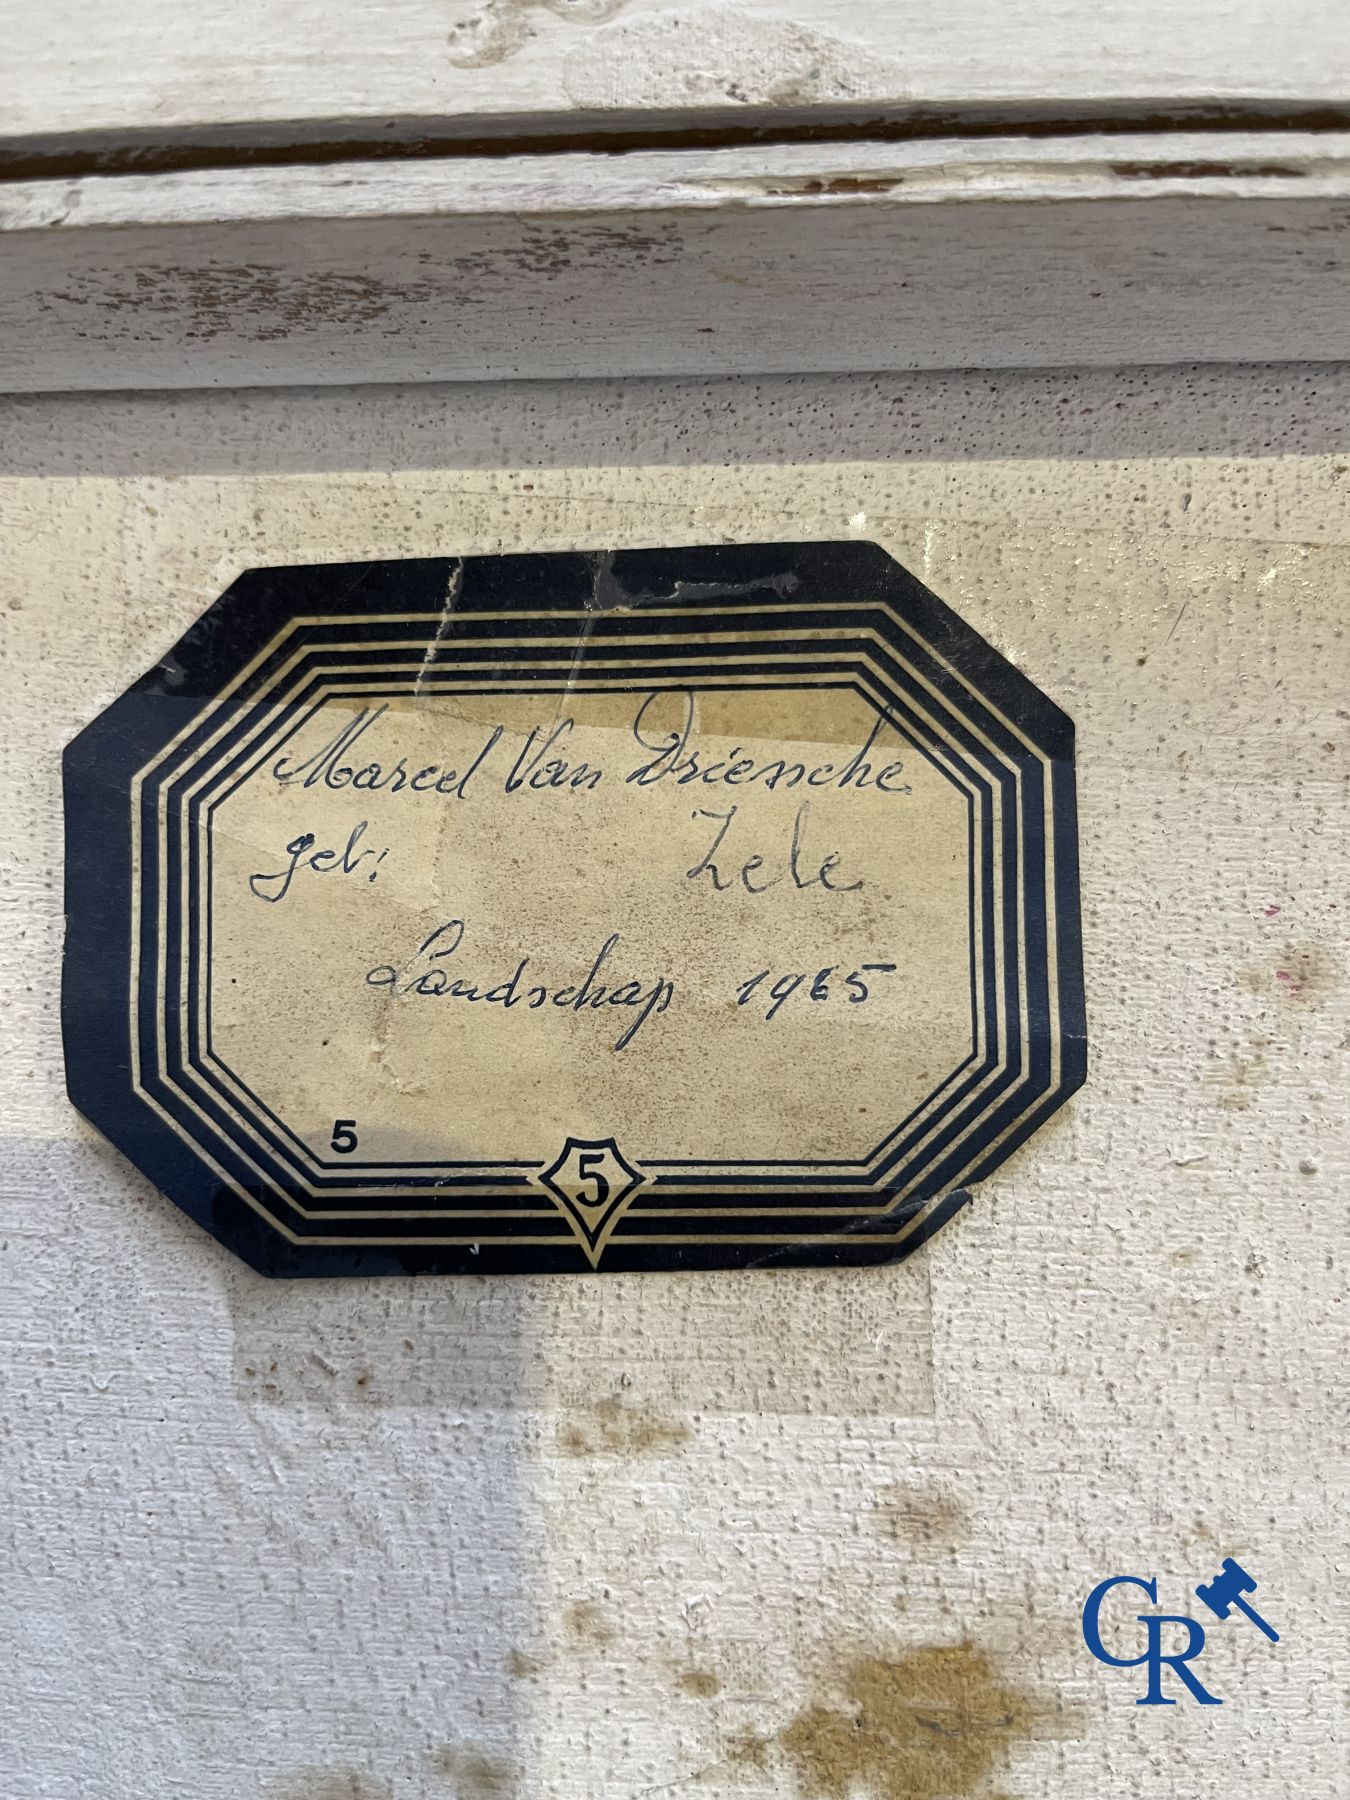 Marcel Van Driessche
geb: Zele
Landschap 1965
5
5
CR